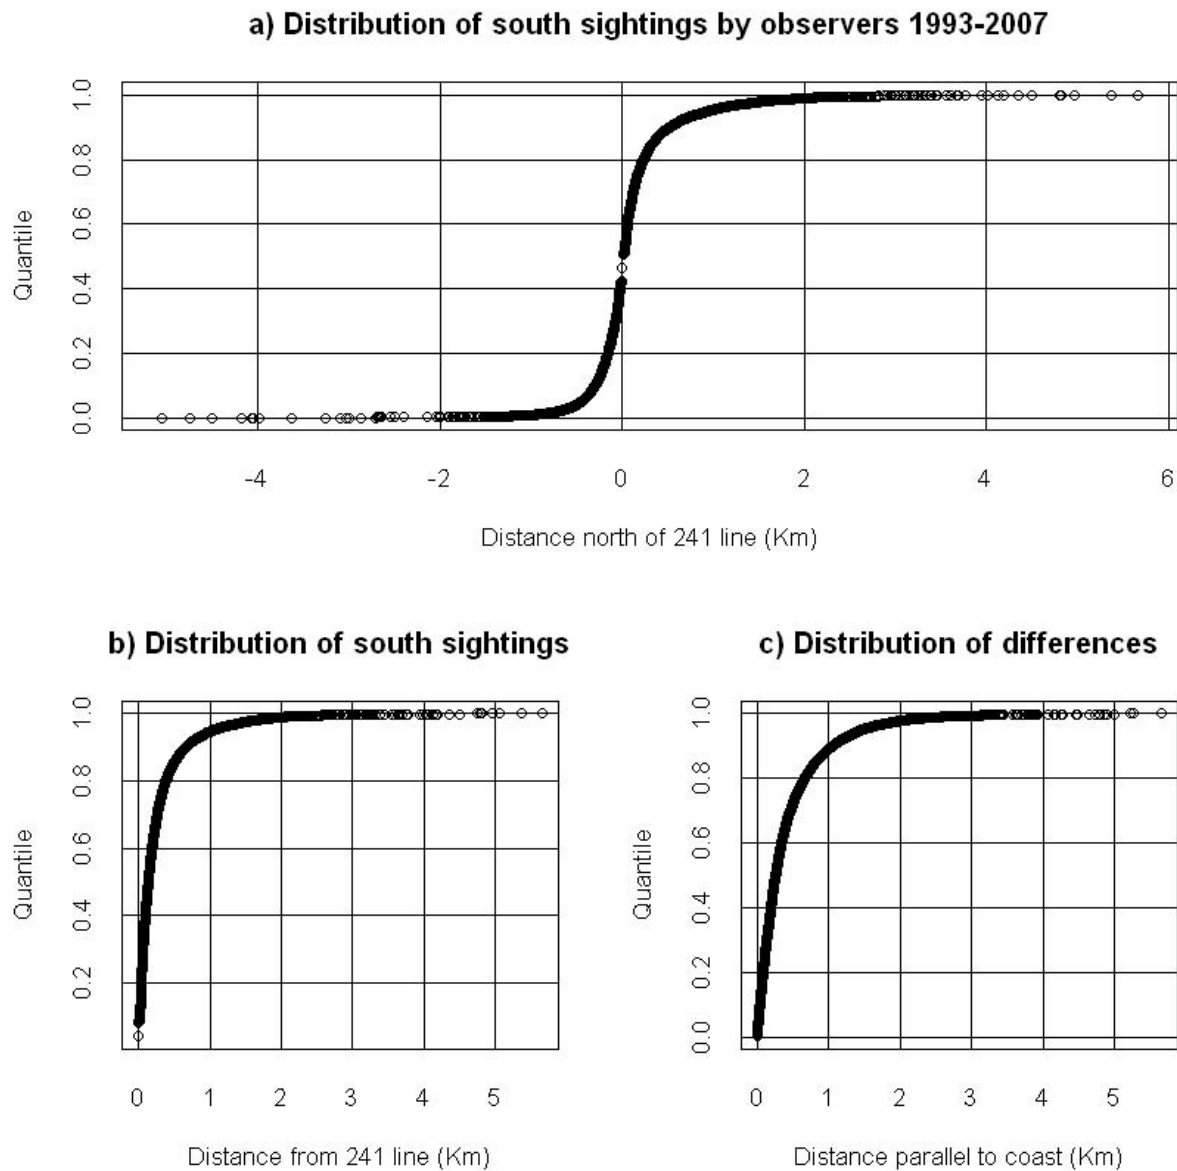 a) Distribution of south sightings by observers 1993-2007
Quantile
1.0
0.8
0.6
0.4
0.2
0.0
-4 -2 0 2 4 6
Distance north of 241 line (Km)
b) Distribution of south sightings
Quantile
1.0
0.8
0.6
0.4
0.2
0 1 2 3 4 5
Distance from 241 line (Km)
c) Distribution of differences
Quantile
1.0
0.8
0.6
0.4
0.2
0.0
0 1 2 3 4 5
Distance parallel to coast (Km)